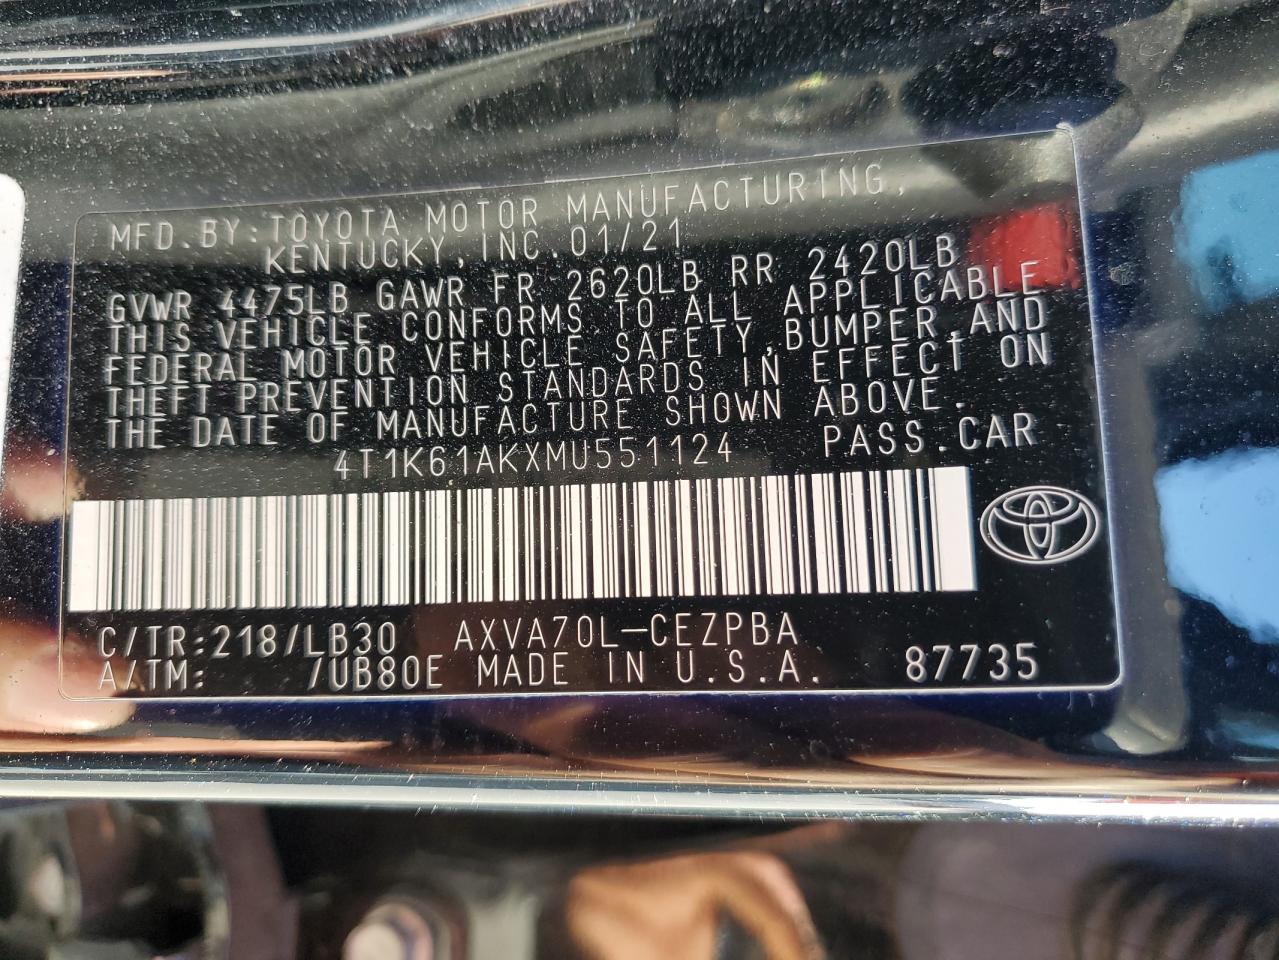 MFD.BY:TOYOTA MOTOR MANUFACTURING,
KENTUCKY,INC.01/21
GVWR 4475LB GAWR FR 2620LB RR 2420LB
THIS VEHICLE CONFORMS TO ALL APPLICABLE
FEDERAL MOTOR VEHICLE SAFETY,BUMPER,AND
THEFT PREVENTION STANDARDS IN EFFECT ON
THE DATE OF MANUFACTURE SHOWN ABOVE.
4T1K61AKXMU551124 PASS.CAR
C/TR:218/LB30 AXVA70L-CEZPBA
A/TM: /UB80E MADE IN U.S.A. 87735